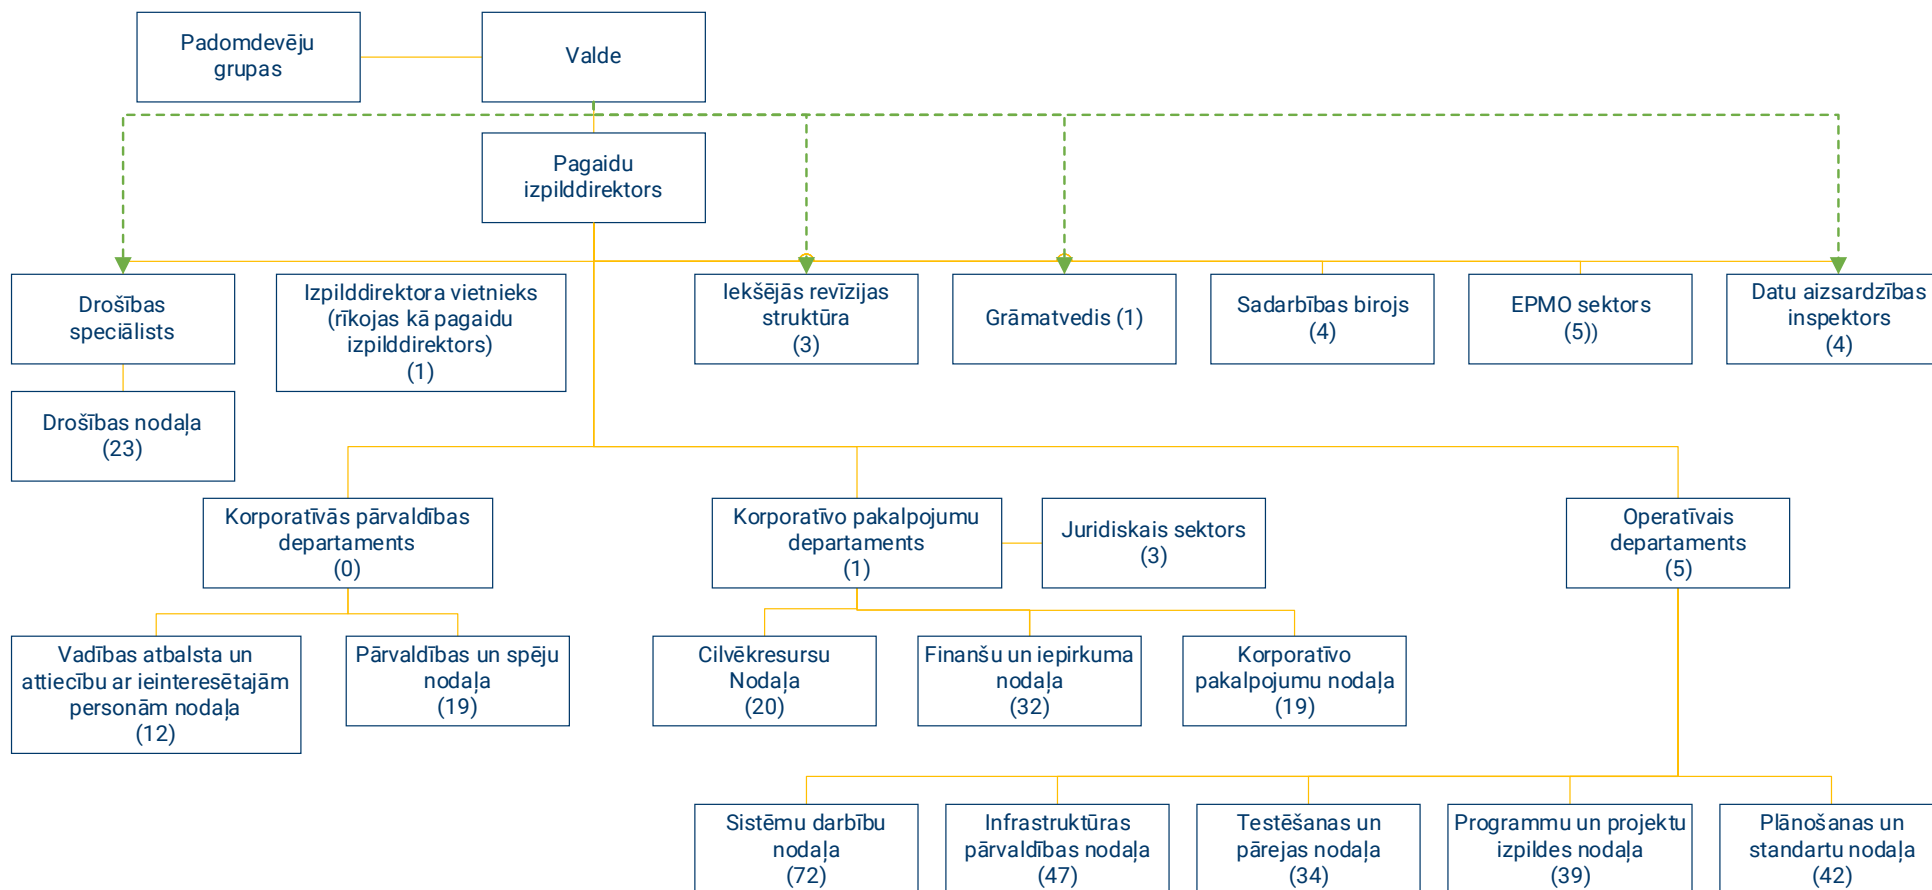 Padomdevēju
grupas
Valde
Pagaidu
izpilddirektors
Drošības
speciālists
Izpilddirektora vietnieks
(rīkojas kā pagaidu
izpilddirektors)
(1)
Iekšējās revīzijas
struktūra
(3)
Grāmatvedis (1)
Sadarbības birojs
(4)
EPMO sektors
(5))
Datu aizsardzības
inspektors
(4)
Drošības nodaļa
(23)
Korporatīvās pārvaldības
departaments
(0)
Korporatīvo pakalpojumu
departaments
(1)
Juridiskais sektors
(3)
Operatīvais
departaments
(5)
Vadības atbalsta un
attiecību ar ieinteresētajām
personām nodaļa
(12)
Pārvaldības un spēju
nodaļa
(19)
Cilvēkresursu
Nodaļa
(20)
Finanšu un iepirkuma
nodaļa
(32)
Korporatīvo
pakalpojumu nodaļa
(19)
Sistēmu darbību
nodaļa
(72)
Infrastruktūras
pārvaldības nodaļa
(47)
Testēšanas un
pārejas nodaļa
(34)
Programmu un projektu
izpildes nodaļa
(39)
Plānošanas un
standartu nodaļa
(42)